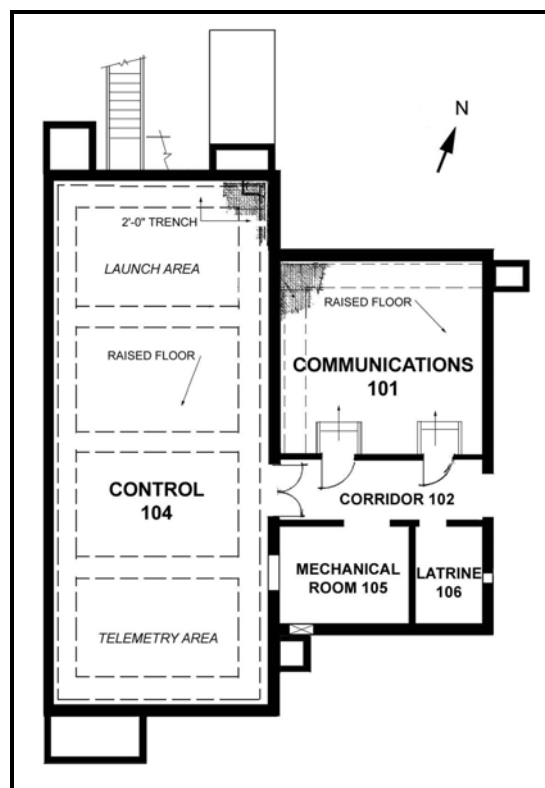 N
2'-0" TRENCH
LAUNCH AREA
RAISED FLOOR
RAISED FLOOR
COMMUNICATIONS
101
CONTROL
104
CORRIDOR 102
MECHANICAL
ROOM 105
LATRINE
106
TELEMETRY AREA